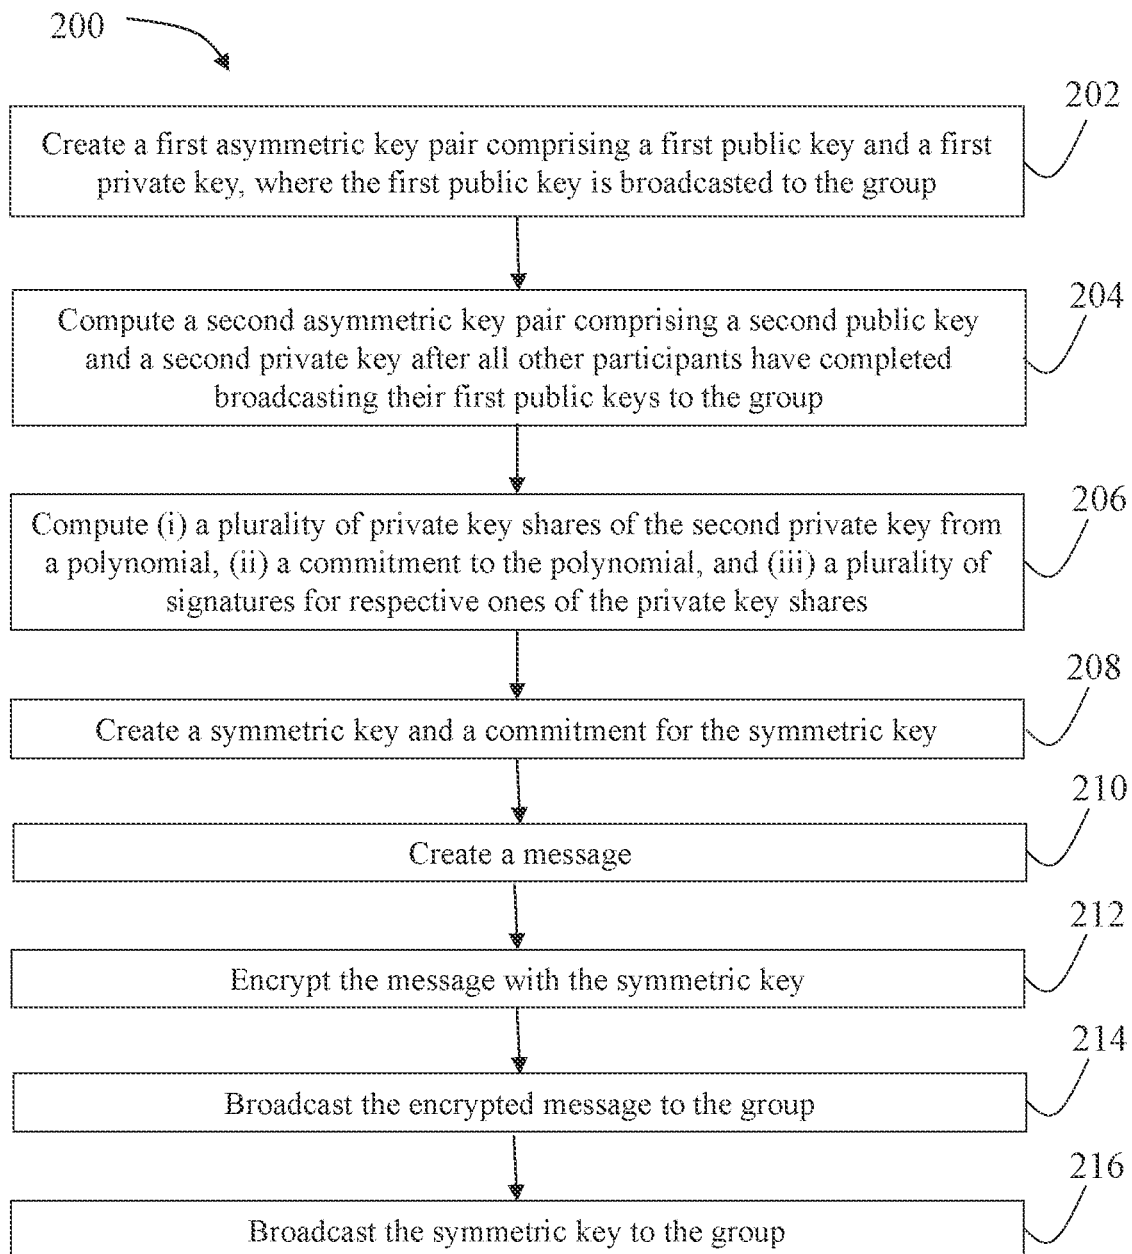 200
202
Create a first asymmetric key pair comprising a first public key and a first
private key, where the first public key is broadcasted to the group
204
Compute a second asymmetric key pair comprising a second public key
and a second private key after all other participants have completed
broadcasting their first public keys to the group
206
Compute (i) a plurality of private key shares of the second private key from
a polynomial, (ii) a commitment to the polynomial, and (iii) a plurality of
signatures for respective ones of the private key shares
208
Create a symmetric key and a commitment for the symmetric key
210
Create a message
212
Encrypt the message with the symmetric key
214
Broadcast the encrypted message to the group
216
Broadcast the symmetric key to the group